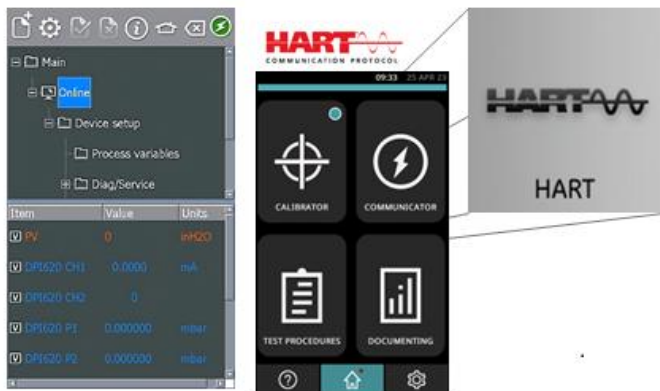 Main
Online
Device setup
Process variables
Diag/Service
Item Value Units
PV 0 inH2O
DPI620 CH1 0.0000 mA
DPI620 CH2 0
DPI620 P1 0.000000 mbar
DPI620 P2 0.000000 mbar
HART
COMMUNICATION PROTOCOL
09:33 25 APR 23
CALIBRATOR
COMMUNICATOR
TEST PROCEDURES
DOCUMENTING
HART
HART